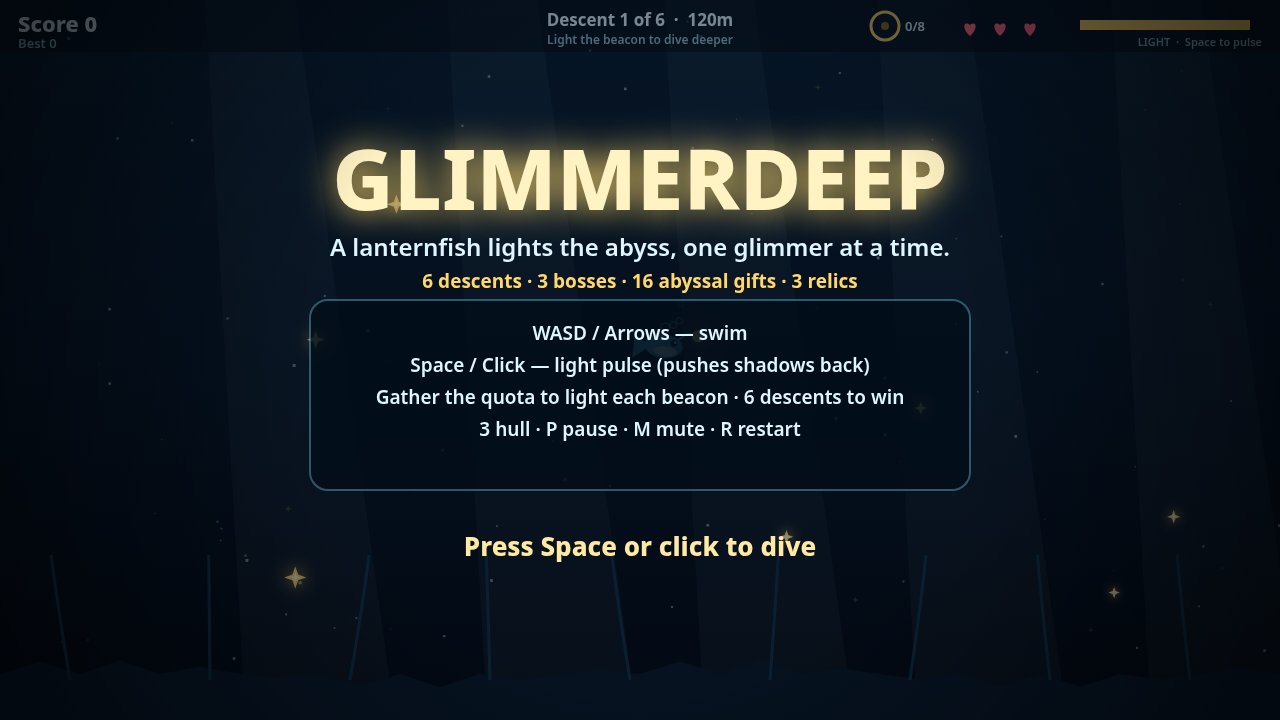 Score 0
Best 0
Descent 1 of 6 · 120m
Light the beacon to dive deeper
0/8
LIGHT · Space to pulse
GLIMMERDEEP
A lanternfish lights the abyss, one glimmer at a time.
6 descents · 3 bosses · 16 abyssal gifts · 3 relics
WASD / Arrows — swim
Space / Click — light pulse (pushes shadows back)
Gather the quota to light each beacon · 6 descents to win
3 hull · P pause · M mute · R restart
Press Space or click to dive